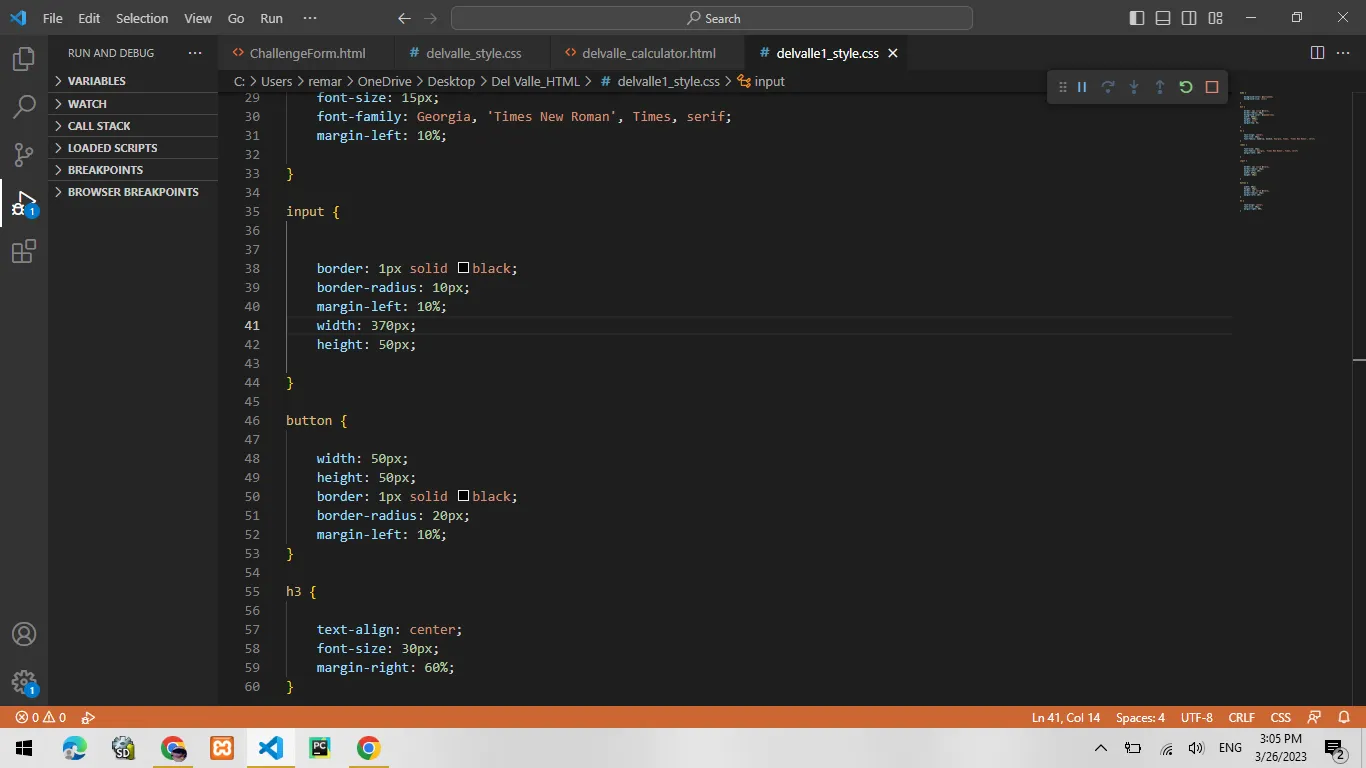 File Edit Selection View Go Run ··· Search
RUN AND DEBUG ···
ChallengeForm.html delvalle_style.css delvalle_calculator.html delvalle1_style.css
C: > Users > remar > OneDrive > Desktop > Del Valle_HTML > # delvalle1_style.css > input
VARIABLES
WATCH
CALL STACK
LOADED SCRIPTS
BREAKPOINTS
BROWSER BREAKPOINTS
29 font-size: 15px;
30 font-family: Georgia, 'Times New Roman', Times, serif;
31 margin-left: 10%;
32
33 }
34
35 input {
36
37
38 border: 1px solid black;
39 border-radius: 10px;
40 margin-left: 10%;
41 width: 370px;
42 height: 50px;
43
44 }
45
46 button {
47
48 width: 50px;
49 height: 50px;
50 border: 1px solid black;
51 border-radius: 20px;
52 margin-left: 10%;
53 }
54
55 h3 {
56
57 text-align: center;
58 font-size: 30px;
59 margin-right: 60%;
60 }
1
1
0 0 Ln 41, Col 14 Spaces: 4 UTF-8 CRLF CSS
SD PC ENG 3:05 PM
3/26/2023 2